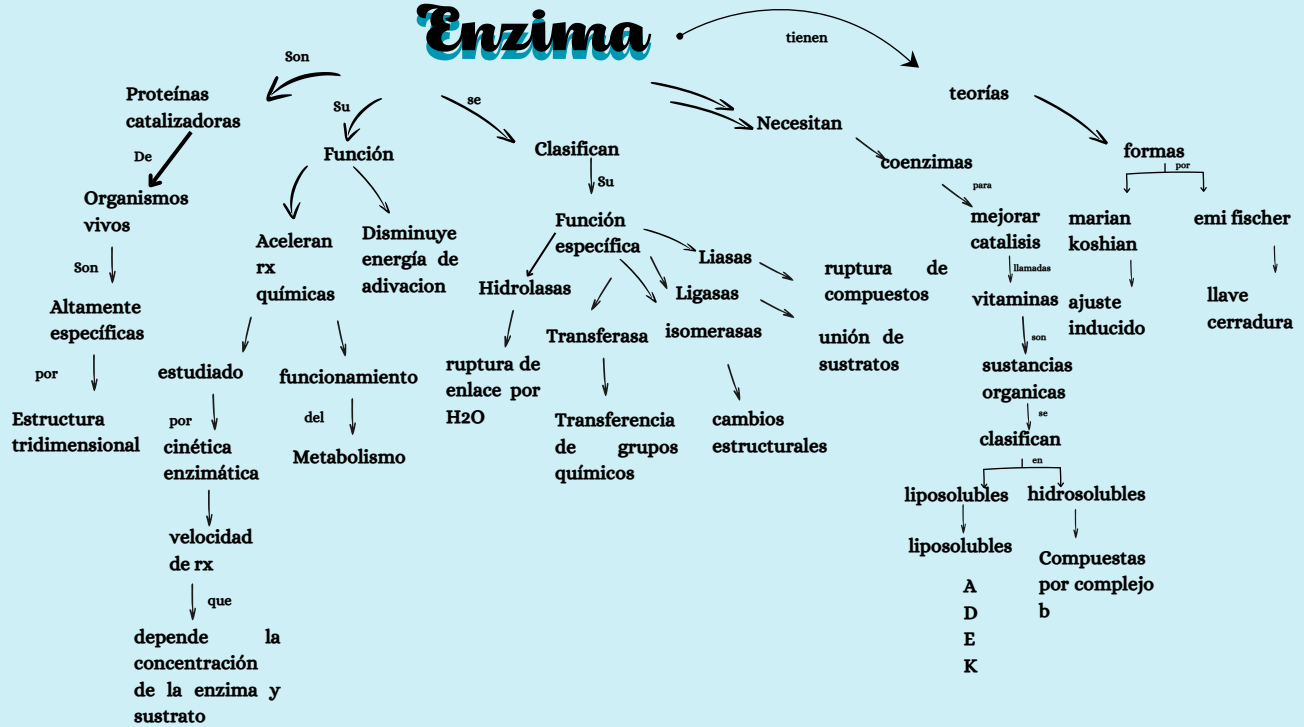 Enzima
Son
Proteínas
catalizadoras
De
Organismos
vivos
Son
Altamente
específicas
por
Estructura
tridimensional
Su
Función
Aceleran
rx
químicas
estudiado
por
cinética
enzimática
velocidad
de rx
que
depende la
concentración
de la enzima y
sustrato
funcionamiento
del
Metabolismo
Disminuye
energía de
adivacion
se
Clasifican
Su
Función
específica
Hidrolasas
ruptura de
enlace por
H2O
Transferasa
Transferencia
de grupos
químicos
isomerasas
cambios
estructurales
Ligasas
unión de
sustratos
Liasas
ruptura de
compuestos
Necesitan
coenzimas
para
mejorar
catalisis
llamadas
vitaminas
son
sustancias
organicas
se
clasifican
en
liposolubles
liposolubles
A
D
E
K
hidrosolubles
Compuestas
por complejo
b
tienen
teorías
formas
por
marian
koshian
ajuste
inducido
emi fischer
llave
cerradura